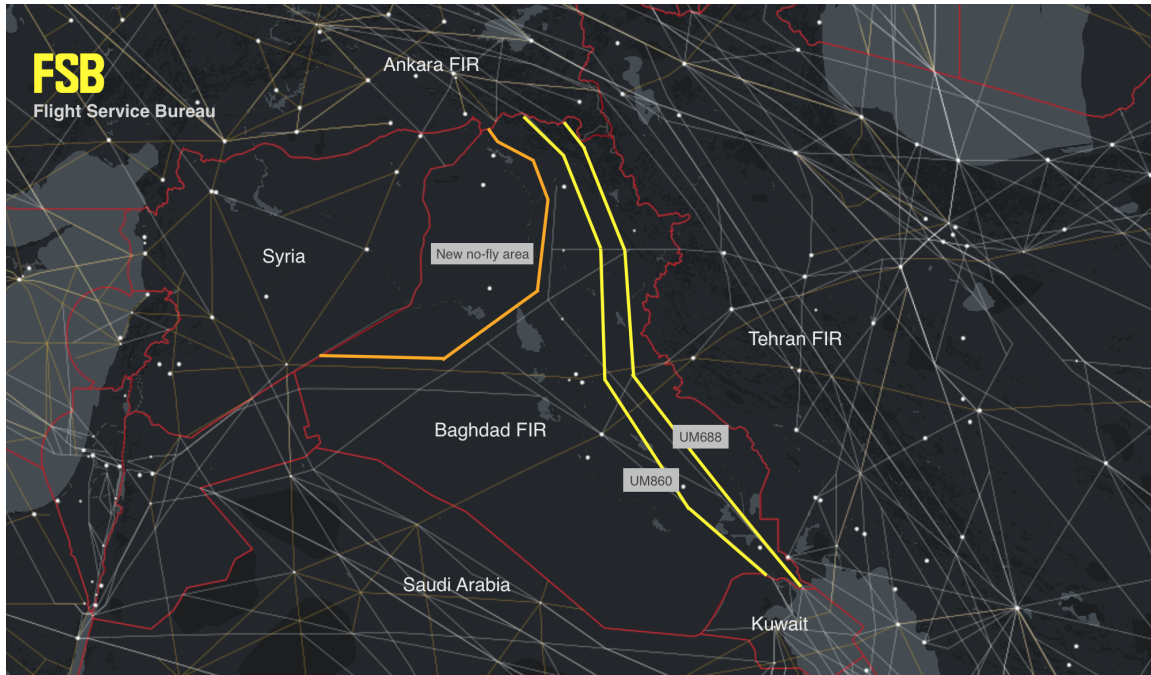 FSB
Flight Service Bureau
Ankara FIR
Syria
New no-fly area
Tehran FIR
Baghdad FIR
UM688
UM860
Saudi Arabia
Kuwait